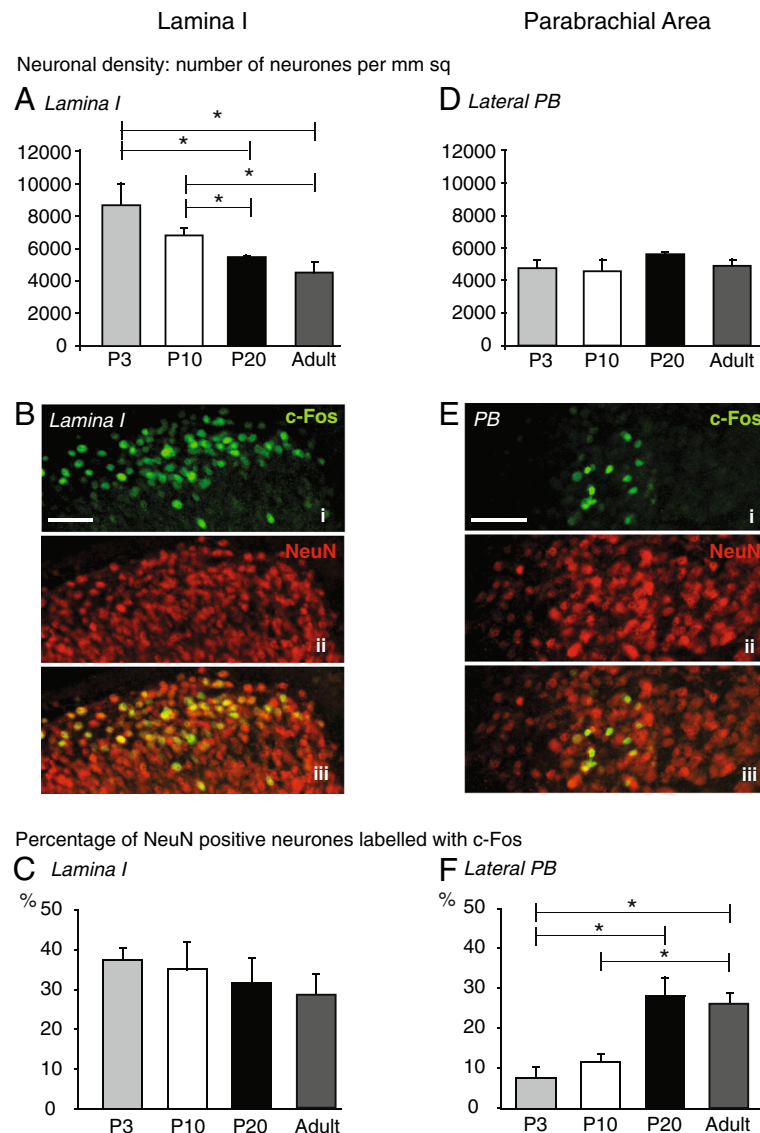 Lamina I
Parabrachial Area
Neuronal density: number of neurones per mm sq
A Lamina I
*
*
*
*
12000
10000
8000
6000
4000
2000
0
P3 P10 P20 Adult
D Lateral PB
12000
10000
8000
6000
4000
2000
0
P3 P10 P20 Adult
B Lamina I
c-Fos
i
NeuN
ii
iii
E PB
c-Fos
i
NeuN
ii
iii
Percentage of NeuN positive neurones labelled with c-Fos
C Lamina I
%
50
40
30
20
10
0
P3 P10 P20 Adult
F Lateral PB
%
*
*
*
50
40
30
20
10
0
P3 P10 P20 Adult